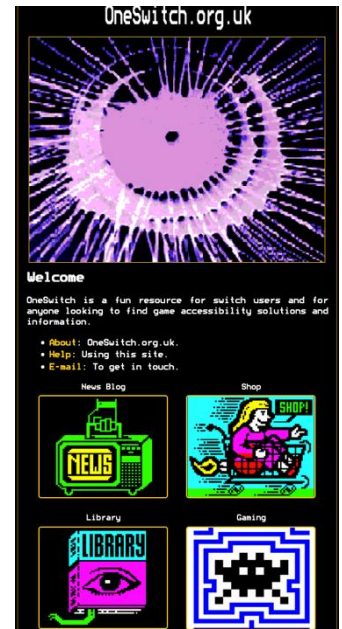 OneSwitch.org.uk
Welcome
OneSwitch is a fun resource for switch users and for
anyone looking to find game accessibility solutions and
information.
• About: OneSwitch.org.uk.
• Help: Using this site.
• E-mail: To get in touch.
News Blog Shop
NEWS SHOP!
Library Gaming
LIBRARY